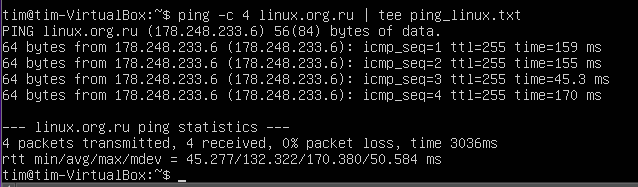 tim@tim-VirtualBox:~$ ping -c 4 linux.org.ru | tee ping_linux.txt
PING linux.org.ru (178.248.233.6) 56(84) bytes of data.
64 bytes from 178.248.233.6 (178.248.233.6): icmp_seq=1 ttl=255 time=159 ms
64 bytes from 178.248.233.6 (178.248.233.6): icmp_seq=2 ttl=255 time=155 ms
64 bytes from 178.248.233.6 (178.248.233.6): icmp_seq=3 ttl=255 time=45.3 ms
64 bytes from 178.248.233.6 (178.248.233.6): icmp_seq=4 ttl=255 time=170 ms
--- linux.org.ru ping statistics ---
4 packets transmitted, 4 received, 0% packet loss, time 3036ms
rtt min/avg/max/mdev = 45.277/132.322/170.380/50.584 ms
tim@tim-VirtualBox:~$ _